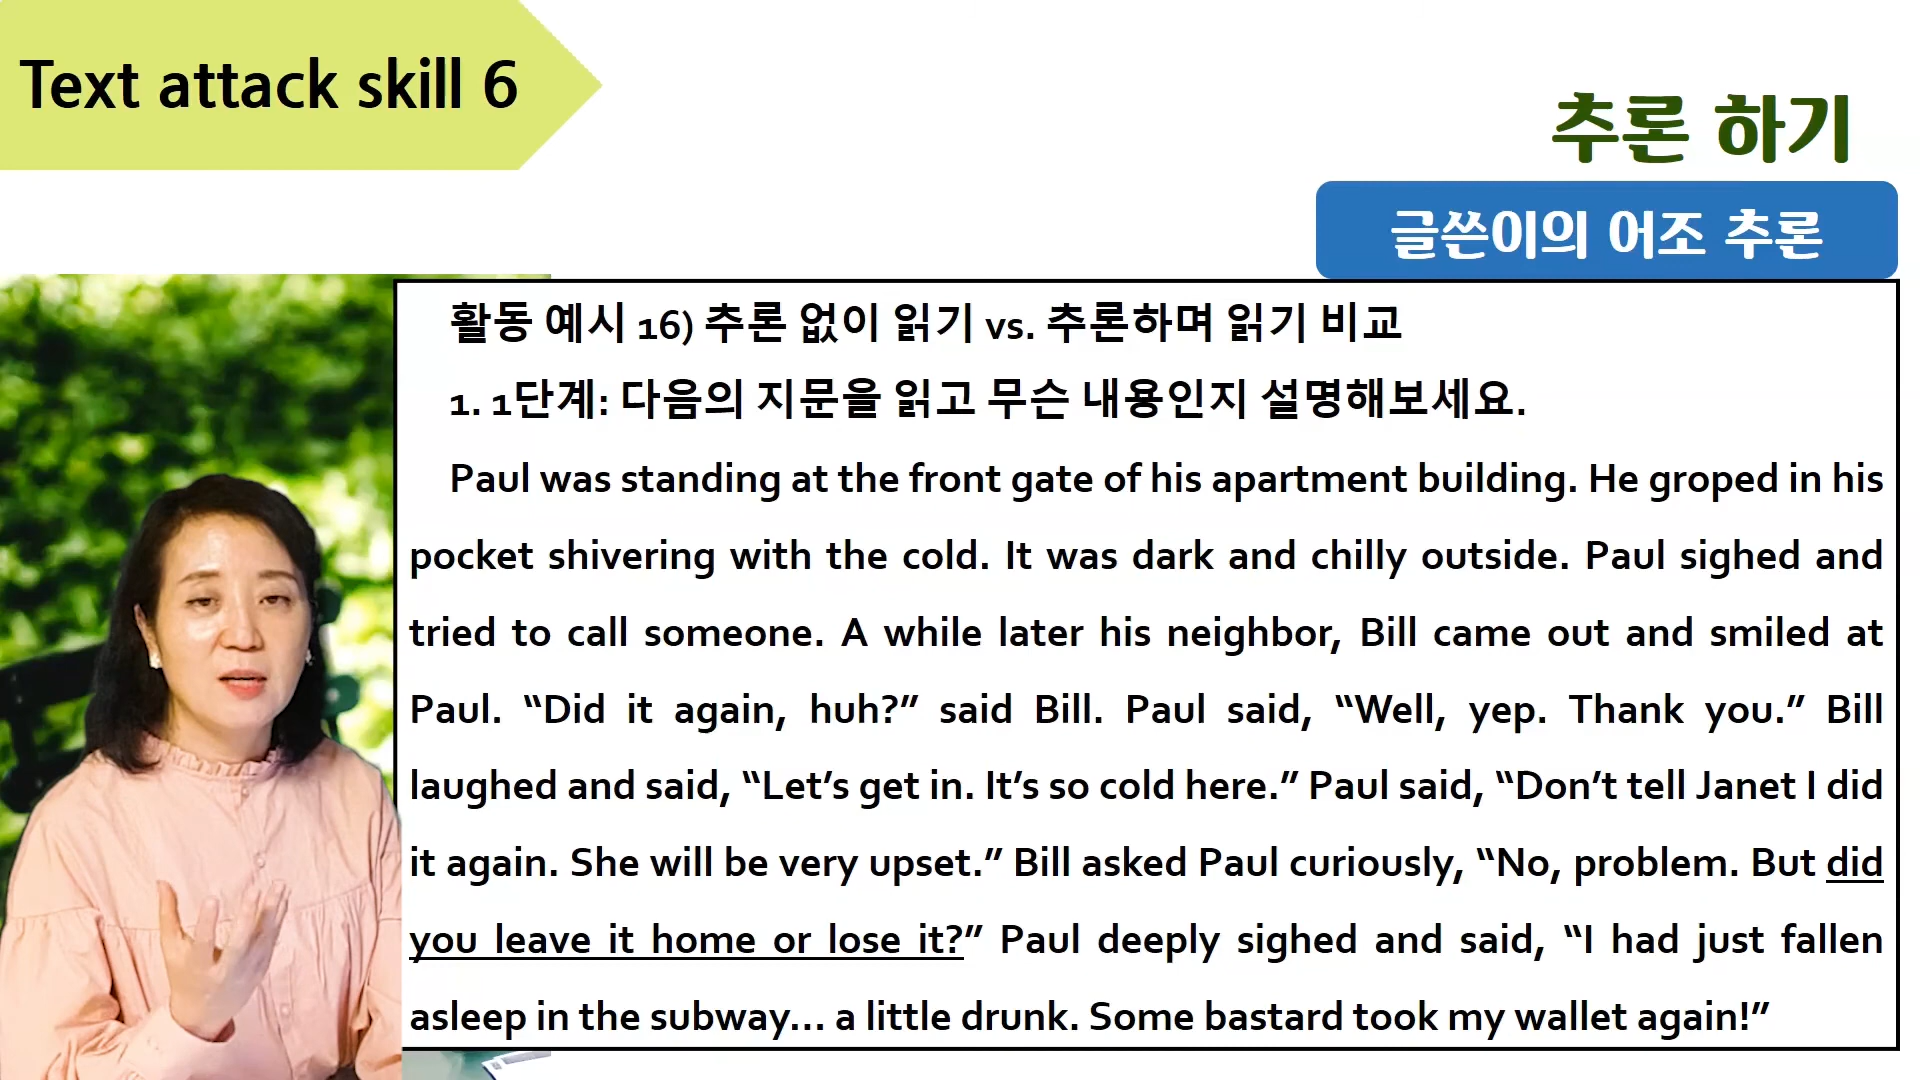 Text attack skill 6
추론 하기
글쓴이의 어조 추론
활동 예시 16) 추론 없이 읽기 vs. 추론하며 읽기 비교
1. 1단계: 다음의 지문을 읽고 무슨 내용인지 설명해보세요.
Paul was standing at the front gate of his apartment building. He groped in his
pocket shivering with the cold. It was dark and chilly outside. Paul sighed and
tried to call someone. A while later his neighbor, Bill came out and smiled at
Paul. “Did it again, huh?” said Bill. Paul said, “Well, yep. Thank you.” Bill
laughed and said, “Let’s get in. It’s so cold here.” Paul said, “Don’t tell Janet I did
it again. She will be very upset.” Bill asked Paul curiously, “No, problem. But did
you leave it home or lose it?” Paul deeply sighed and said, “I had just fallen
asleep in the subway... a little drunk. Some bastard took my wallet again!”